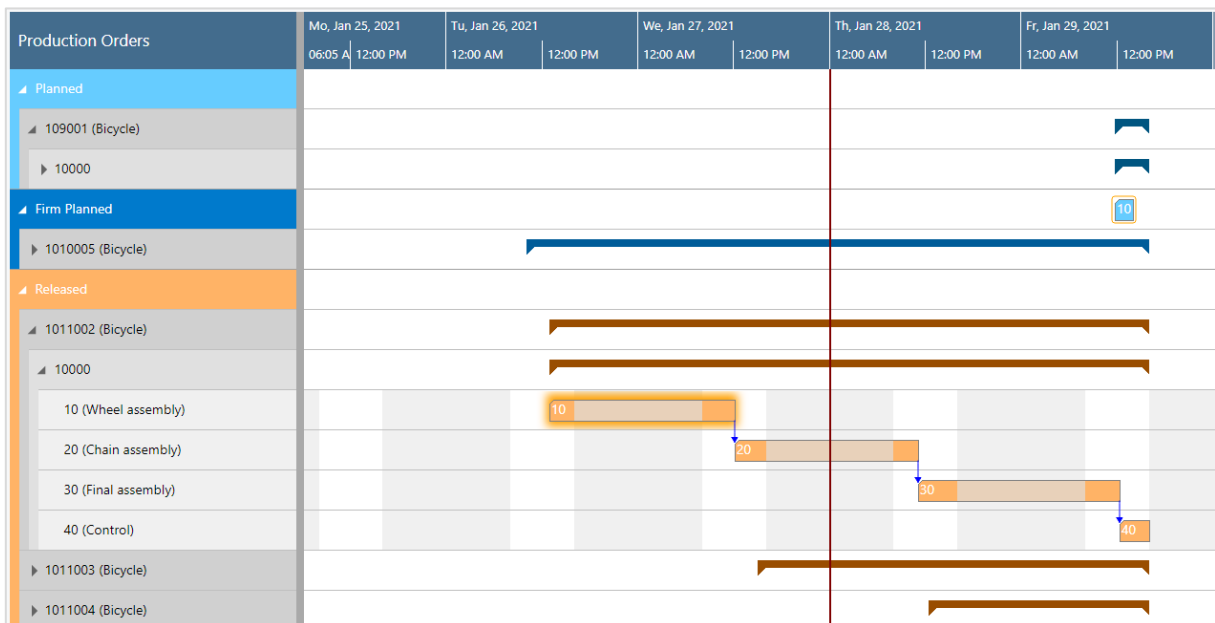 Production Orders
Mo, Jan 25, 2021 Tu, Jan 26, 2021 We, Jan 27, 2021 Th, Jan 28, 2021 Fr, Jan 29, 2021
06:05 A 12:00 PM 12:00 AM 12:00 PM 12:00 AM 12:00 PM 12:00 AM 12:00 PM 12:00 AM 12:00 PM
Planned
109001 (Bicycle)
10000
Firm Planned 10
1010005 (Bicycle)
Released
1011002 (Bicycle)
10000
10 (Wheel assembly) 10
20 (Chain assembly) 20
30 (Final assembly) 30
40 (Control) 40
1011003 (Bicycle)
1011004 (Bicycle)